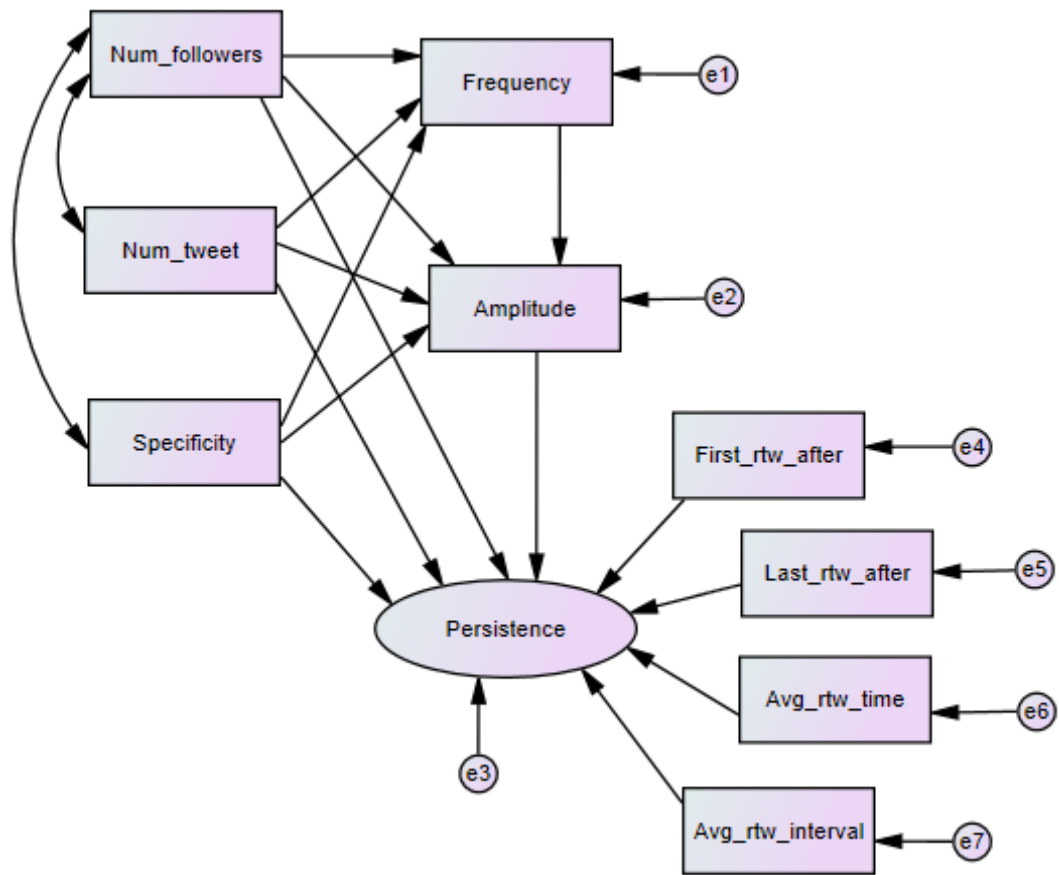 Num_followers
Frequency
e1
Num_tweet
Amplitude
e2
Specificity
First_rtw_after
e4
Last_rtw_after
e5
Persistence
Avg_rtw_time
e6
e3
Avg_rtw_interval
e7